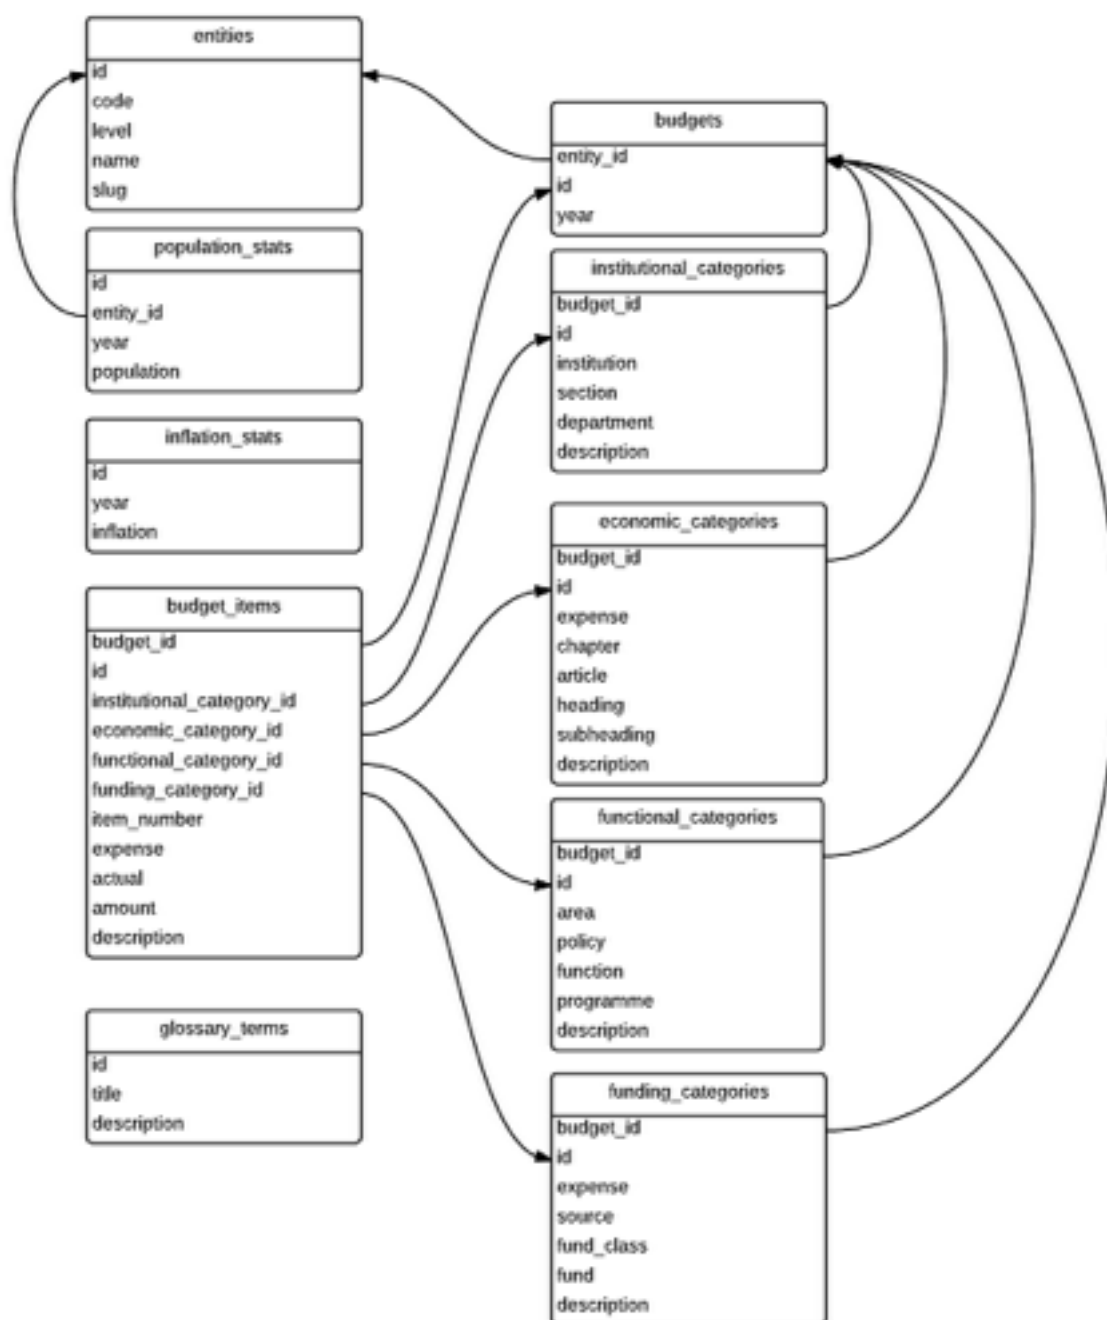 entities
id
code
level
name
slug
population_stats
id
entity_id
year
population
inflation_stats
id
year
inflation
budget_items
budget_id
id
institutional_category_id
economic_category_id
functional_category_id
funding_category_id
item_number
expense
actual
amount
description
glossary_terms
id
title
description
budgets
entity_id
id
year
institutional_categories
budget_id
id
institution
section
department
description
economic_categories
budget_id
id
expense
chapter
article
heading
subheading
description
functional_categories
budget_id
id
area
policy
function
programme
description
funding_categories
budget_id
id
expense
source
fund_class
fund
description